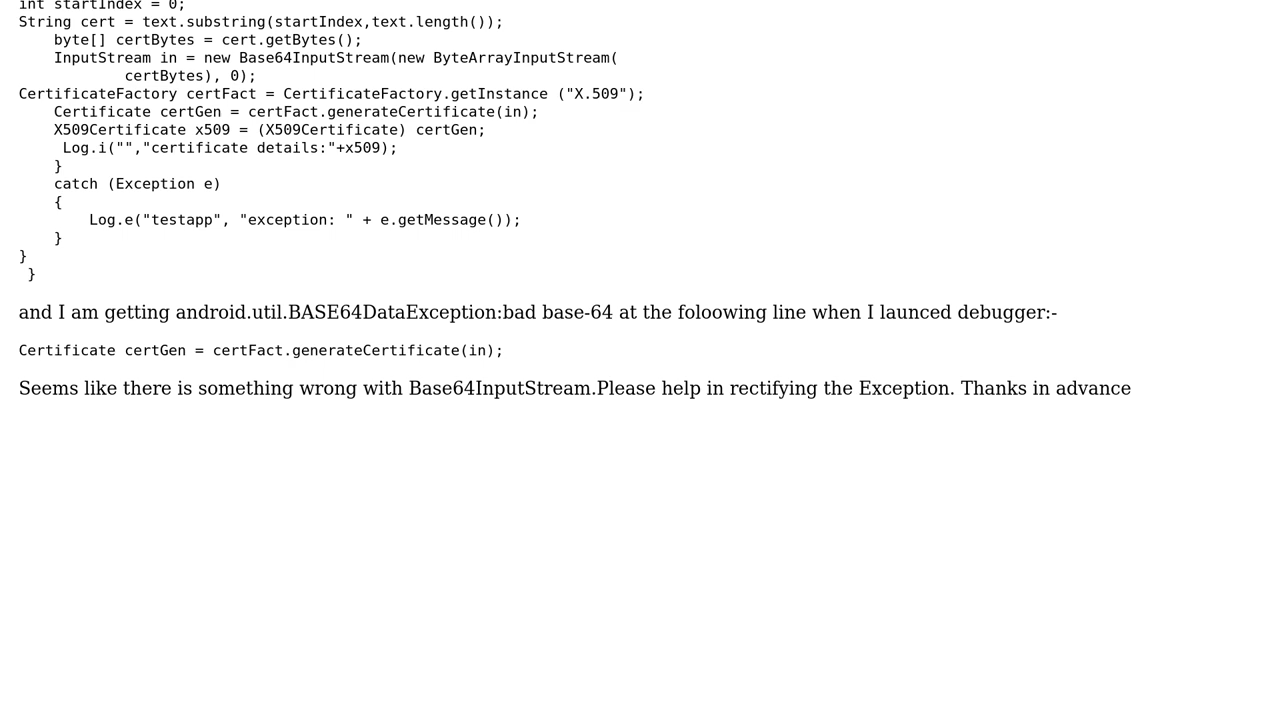 int startIndex = 0;
String cert = text.substring(startIndex,text.length());
    byte[] certBytes = cert.getBytes();
    InputStream in = new Base64InputStream(new ByteArrayInputStream(
            certBytes), 0);
CertificateFactory certFact = CertificateFactory.getInstance ("X.509");
    Certificate certGen = certFact.generateCertificate(in);
    X509Certificate x509 = (X509Certificate) certGen;
     Log.i("","certificate details:"+x509);
    }
    catch (Exception e)
    {
        Log.e("testapp", "exception: " + e.getMessage());
    }
}
 }
and I am getting android.util.BASE64DataException:bad base-64 at the foloowing line when I launced debugger:-
Certificate certGen = certFact.generateCertificate(in);
Seems like there is something wrong with Base64InputStream.Please help in rectifying the Exception. Thanks in advance